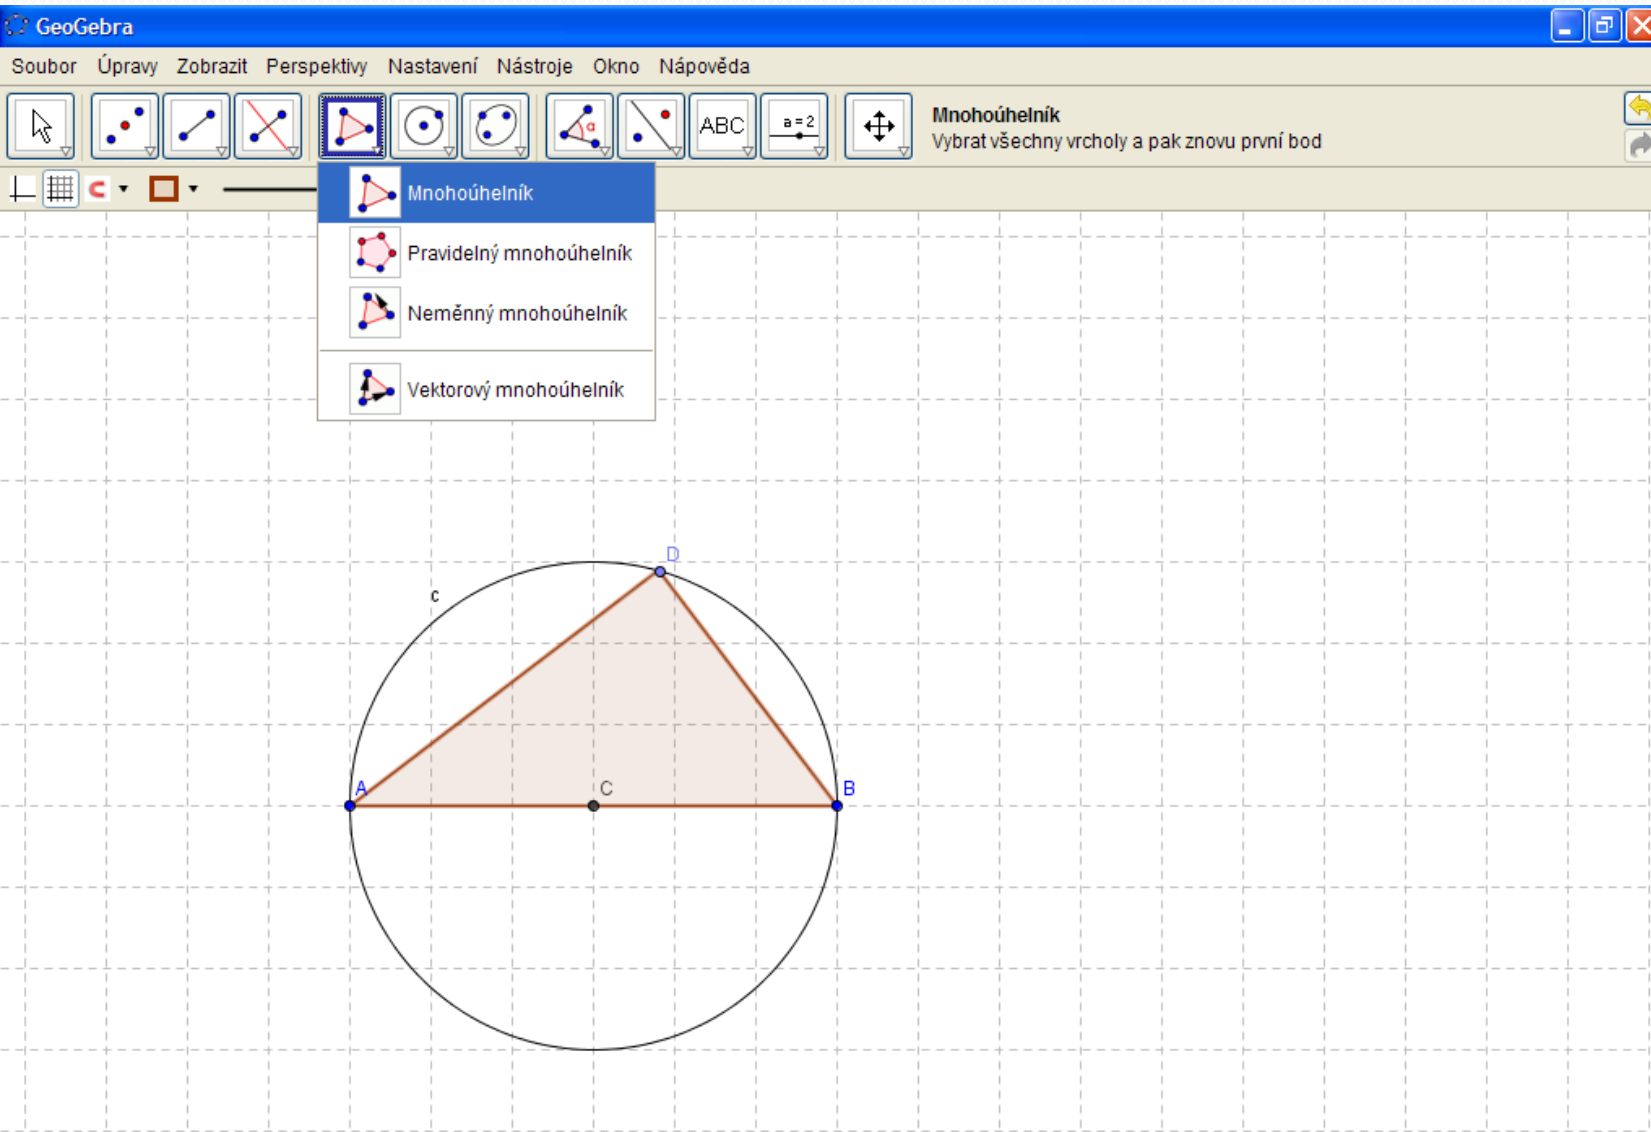 GeoGebra
Soubor Úpravy Zobrazit Perspektivy Nastavení Nástroje Okno Nápověda
α
ABC
a=2
Mnohoúhelník
Vybrat všechny vrcholy a pak znovu první bod
Mnohoúhelník
Pravidelný mnohoúhelník
Neměnný mnohoúhelník
Vektorový mnohoúhelník
D
c
A
C
B